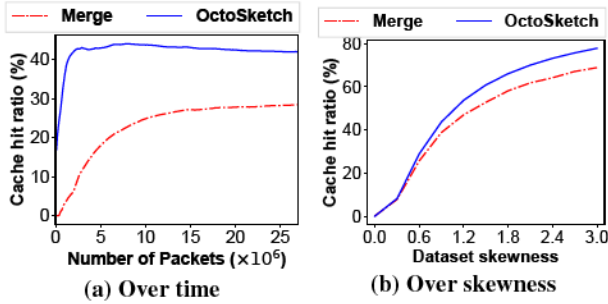 Merge OctoSketch
Cache hit ratio (%)
40
30
20
10
0
0 5 10 15 20 25
Number of Packets (×10⁶)
(a) Over time
Merge OctoSketch
Cache hit ratio (%)
80
60
40
20
0
0.0 0.6 1.2 1.8 2.4 3.0
Dataset skewness
(b) Over skewness